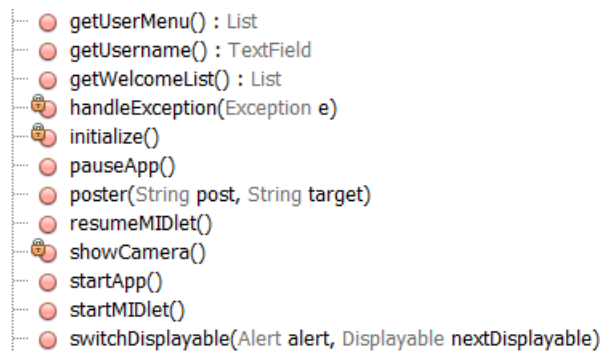 getUserMenu() : List
getUsername() : TextField
getWelcomeList() : List
handleException(Exception e)
initialize()
pauseApp()
poster(String post, String target)
resumeMIDlet()
showCamera()
startApp()
startMIDlet()
switchDisplayable(Alert alert, Displayable nextDisplayable)